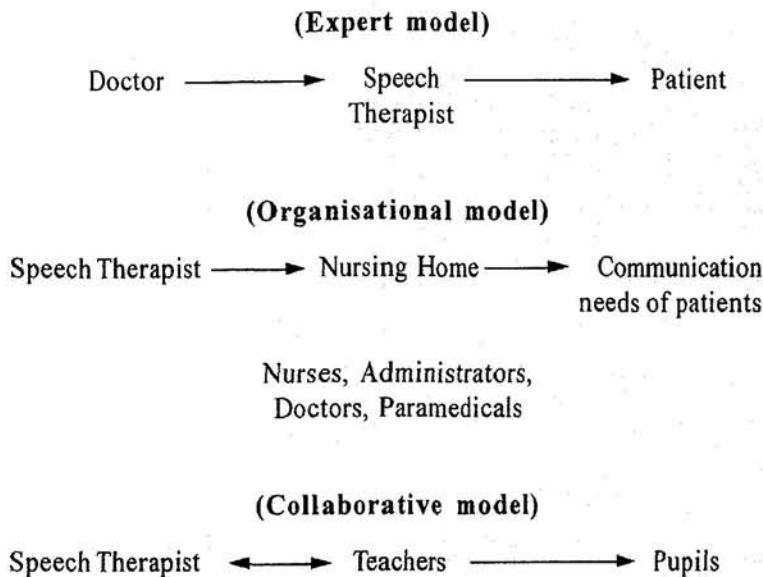 (Expert model)
Doctor Speech Patient
Therapist
(Organisational model)
Speech Therapist Nursing Home Communication
needs of patients
Nurses, Administrators,
Doctors, Paramedicals
(Collaborative model)
Speech Therapist Teachers Pupils